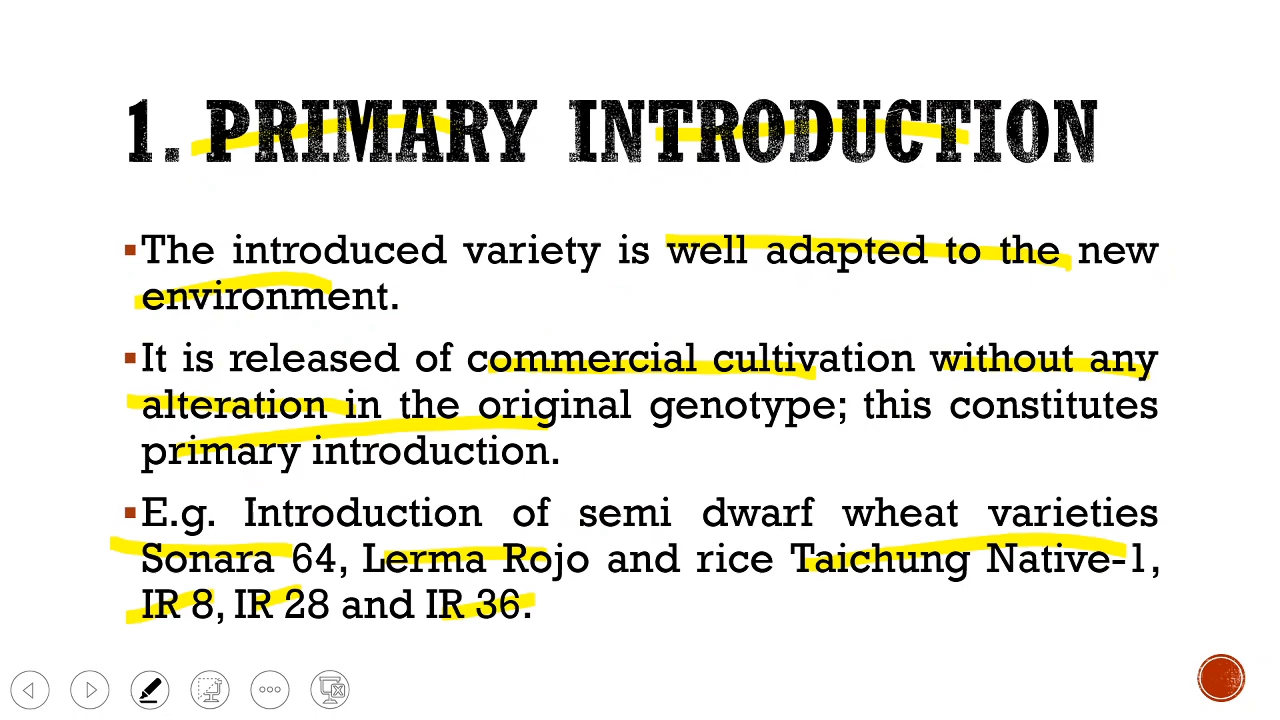 1. PRIMARY INTRODUCTION
▪The introduced variety is well adapted to the new
environment.
▪It is released of commercial cultivation without any
alteration in the original genotype; this constitutes
primary introduction.
▪E.g. Introduction of semi dwarf wheat varieties
Sonara 64, Lerma Rojo and rice Taichung Native-1,
IR 8, IR 28 and IR 36.